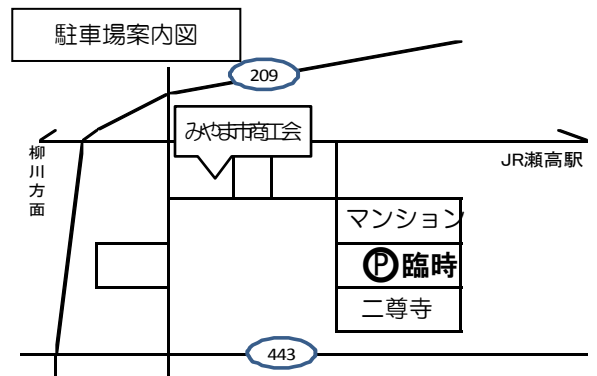 駐車場案内図
209
みやま市商工会
柳川方面
JR瀬高駅
マンション
Ⓟ臨時
二尊寺
443